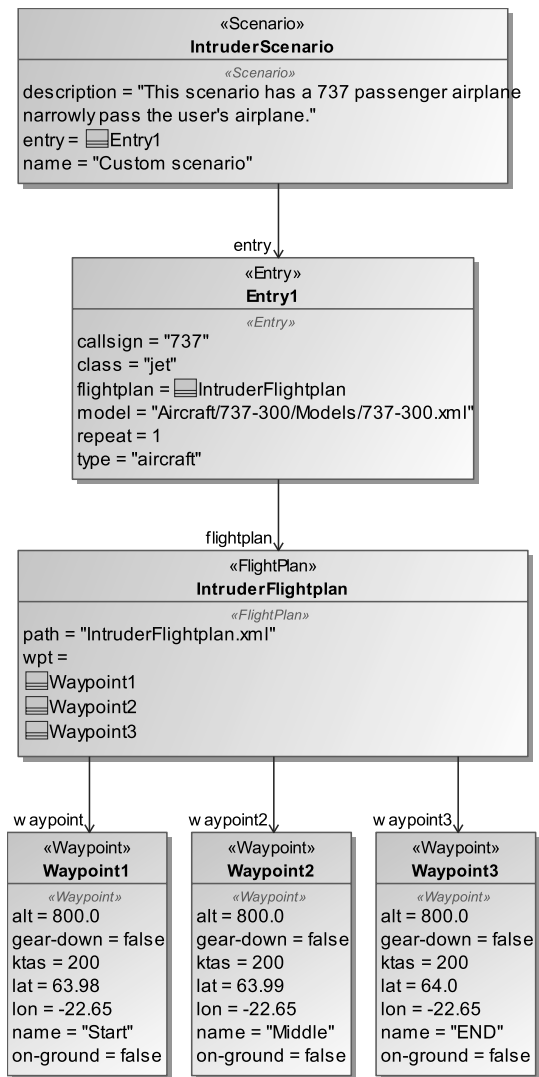 «Scenario»
IntruderScenario
«Scenario»
description = "This scenario has a 737 passenger airplane
narrowly pass the user's airplane."
entry = Entry1
name = "Custom scenario"
entry
«Entry»
Entry1
«Entry»
callsign = "737"
class = "jet"
flightplan = IntruderFlightplan
model = "Aircraft/737-300/Models/737-300.xml"
repeat = 1
type = "aircraft"
flightplan
«FlightPlan»
IntruderFlightplan
«FlightPlan»
path = "IntruderFlightplan.xml"
wpt =
Waypoint1
Waypoint2
Waypoint3
waypoint
«Waypoint»
Waypoint1
«Waypoint»
alt = 800.0
gear-down = false
ktas = 200
lat = 63.98
lon = -22.65
name = "Start"
on-ground = false
waypoint2
«Waypoint»
Waypoint2
«Waypoint»
alt = 800.0
gear-down = false
ktas = 200
lat = 63.99
lon = -22.65
name = "Middle"
on-ground = false
waypoint3
«Waypoint»
Waypoint3
«Waypoint»
alt = 800.0
gear-down = false
ktas = 200
lat = 64.0
lon = -22.65
name = "END"
on-ground = false